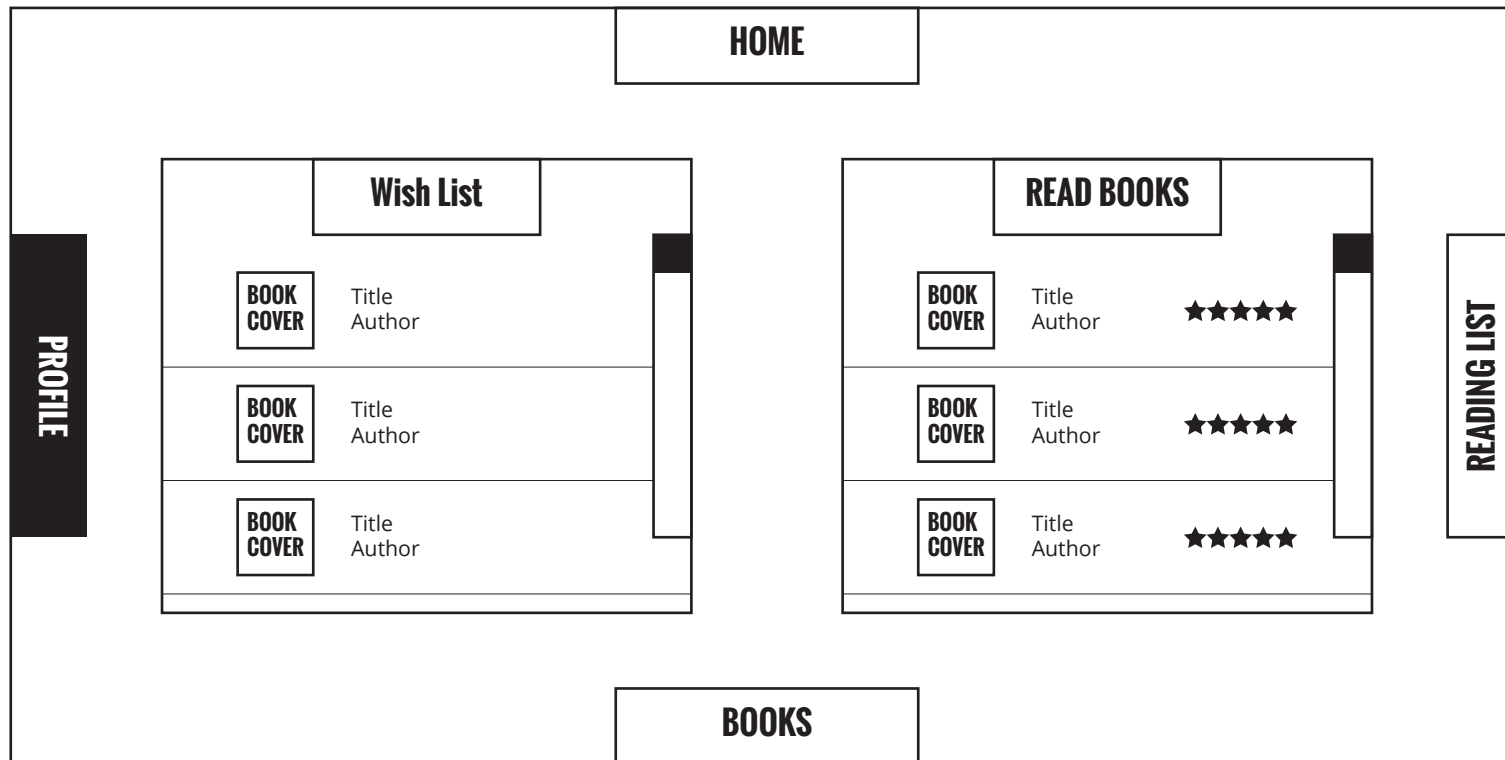 HOME
Wish List
BOOK
COVER
Title
Author
BOOK
COVER
Title
Author
BOOK
COVER
Title
Author
READ BOOKS
BOOK
COVER
Title
Author
★★★★★
BOOK
COVER
Title
Author
★★★★★
BOOK
COVER
Title
Author
★★★★★
PROFILE
READING LIST
BOOKS